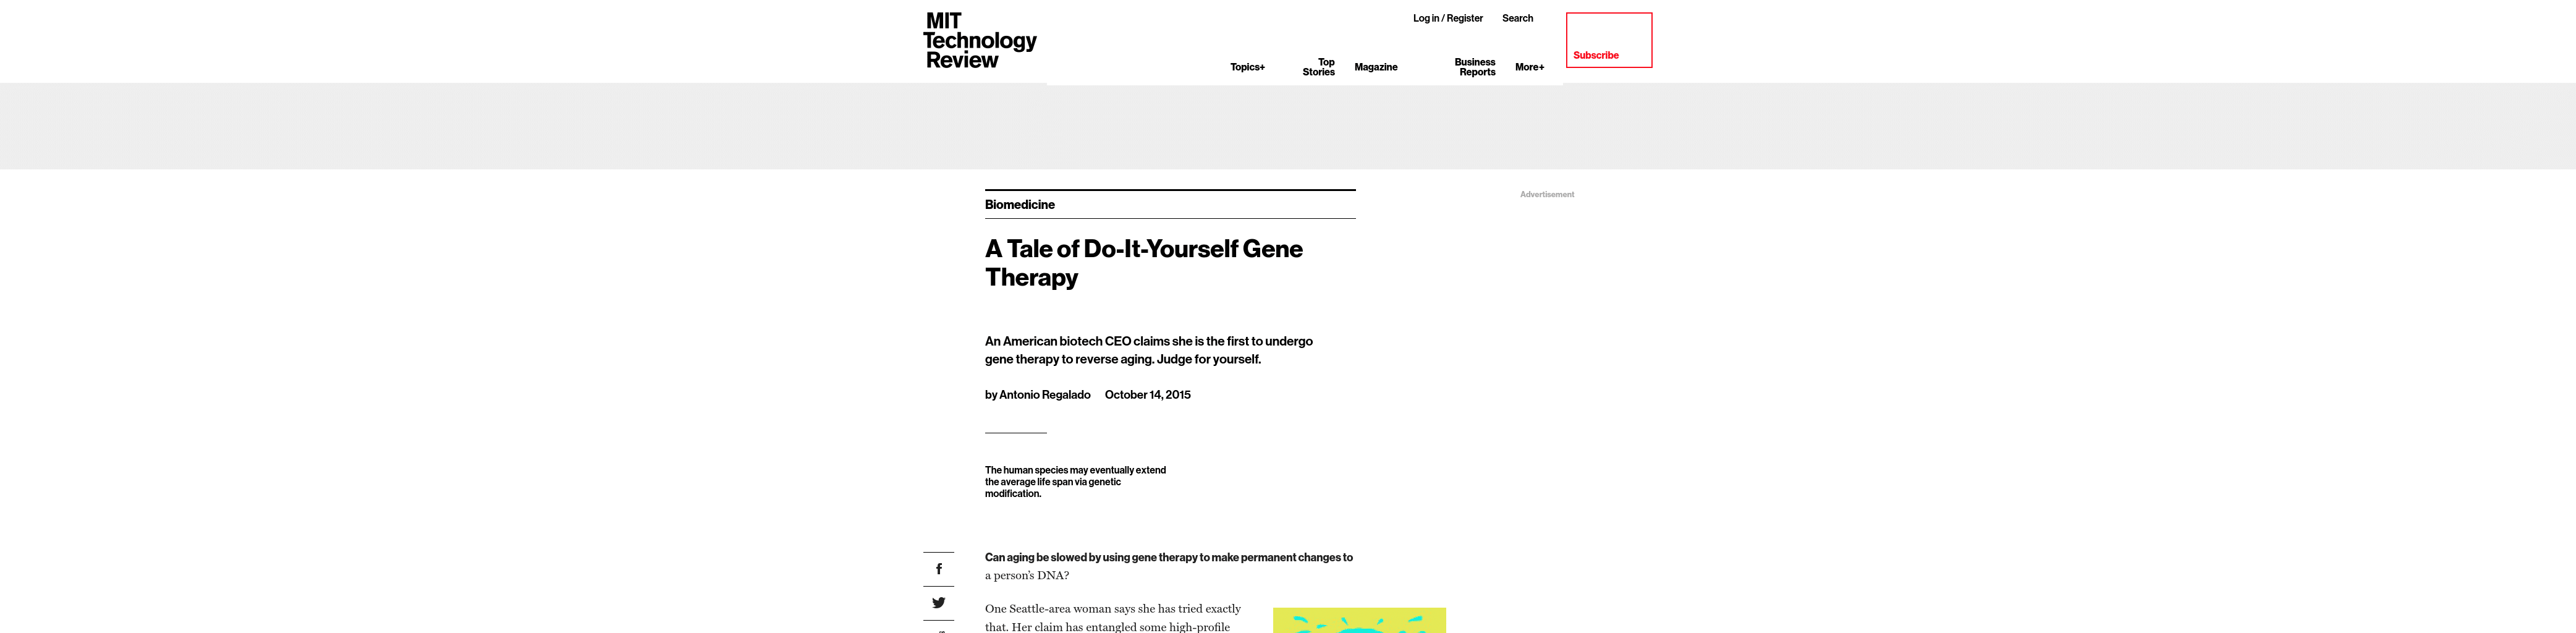 MIT
Technology
Review
Log in / Register
Search
Topics+
Top
Stories
Magazine
Business
Reports
More+
Subscribe
Advertisement
Biomedicine
A Tale of Do-It-Yourself Gene
Therapy
An American biotech CEO claims she is the first to undergo
gene therapy to reverse aging. Judge for yourself.
by Antonio Regalado October 14, 2015
The human species may eventually extend
the average life span via genetic
modification.
Can aging be slowed by using gene therapy to make permanent changes to
a person’s DNA?
One Seattle-area woman says she has tried exactly
that. Her claim has entangled some high-profile